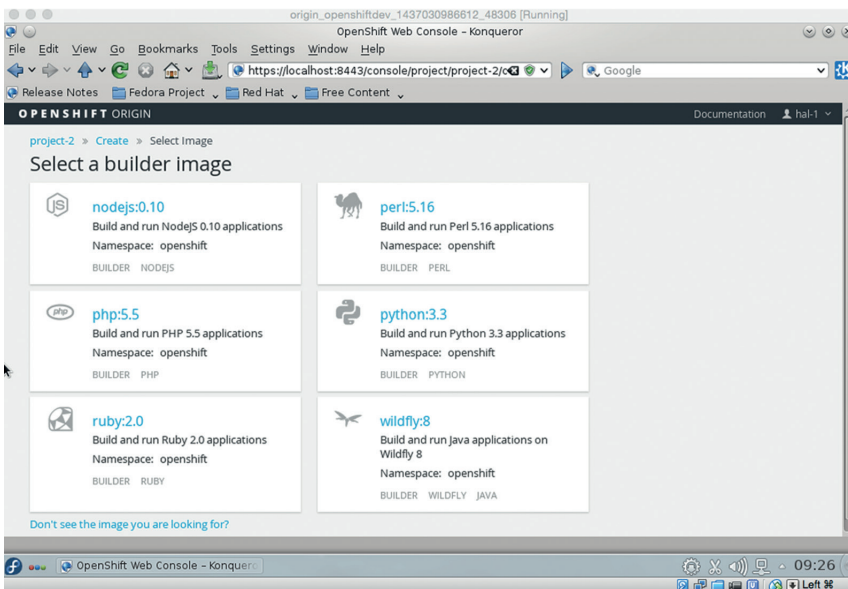 origin_openshiftdev_1437030986612_48306 [Running]
OpenShift Web Console – Konqueror
File Edit View Go Bookmarks Tools Settings Window Help
https://localhost:8443/console/project/project-2/c
Google
Release Notes Fedora Project Red Hat Free Content
OPENSHIFT ORIGIN
Documentation hal-1
project-2 » Create » Select Image
Select a builder image
JS
nodejs:0.10
Build and run NodeJS 0.10 applications
Namespace: openshift
BUILDER NODEJS
perl:5.16
Build and run Perl 5.16 applications
Namespace: openshift
BUILDER PERL
php
php:5.5
Build and run PHP 5.5 applications
Namespace: openshift
BUILDER PHP
python:3.3
Build and run Python 3.3 applications
Namespace: openshift
BUILDER PYTHON
ruby:2.0
Build and run Ruby 2.0 applications
Namespace: openshift
BUILDER RUBY
wildfly:8
Build and run Java applications on
Wildfly 8
Namespace: openshift
BUILDER WILDFLY JAVA
Don't see the image you are looking for?
OpenShift Web Console – Konquero
09:26
Left ⌘